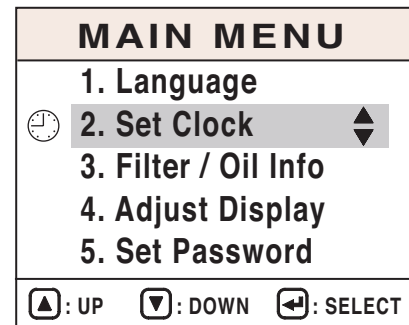 MAIN MENU
1. Language
2. Set Clock
3. Filter / Oil Info
4. Adjust Display
5. Set Password
: UP : DOWN : SELECT